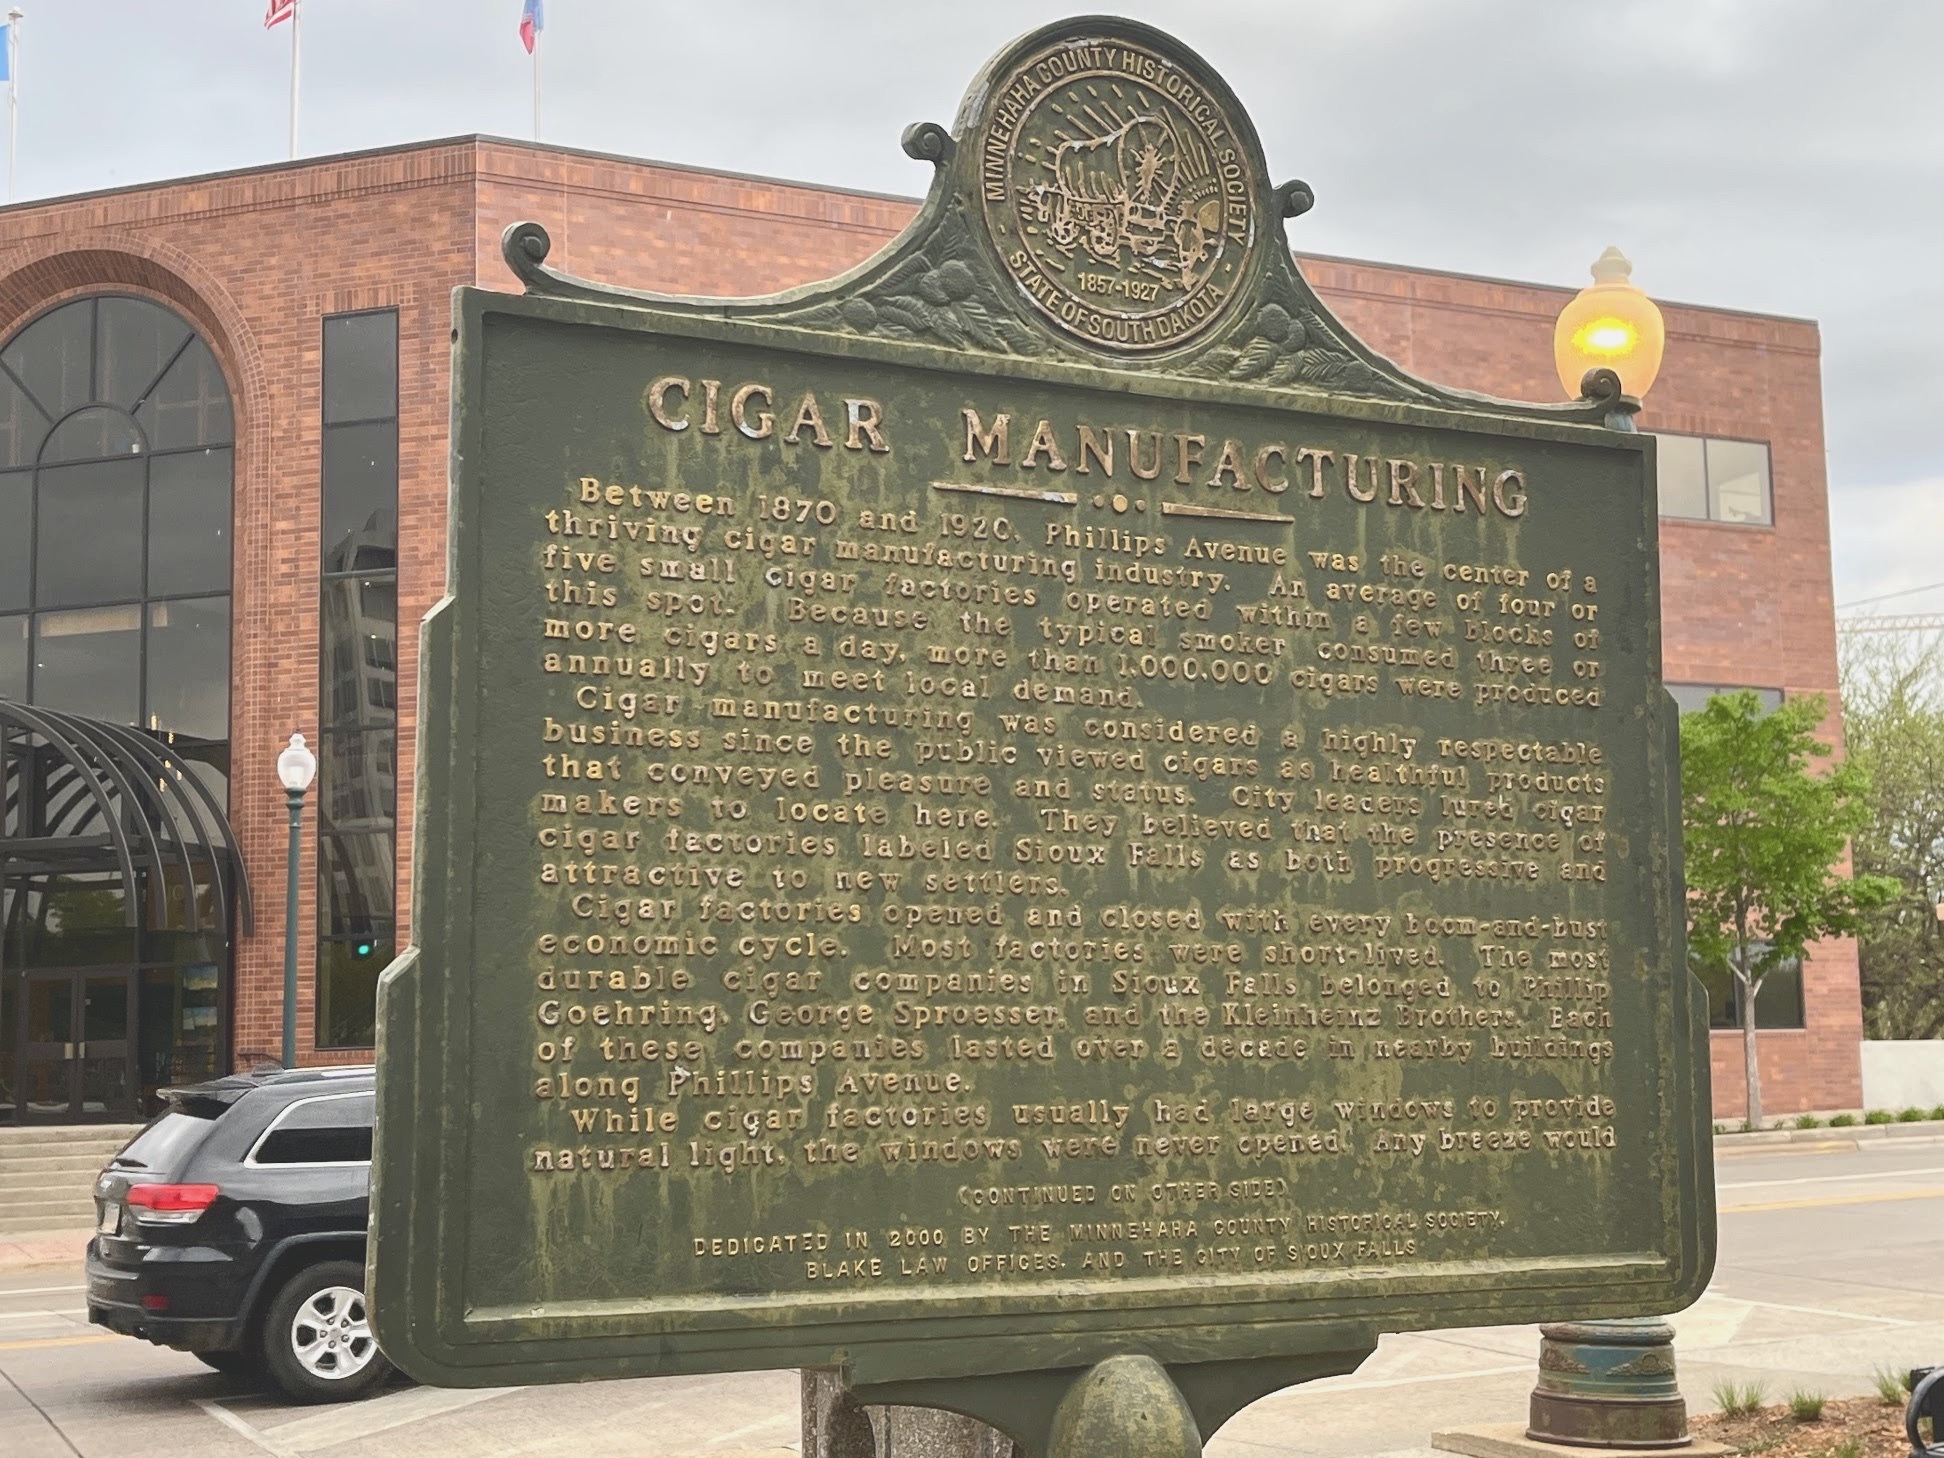 MINNEHAHA COUNTY HISTORICAL SOCIETY
1857-1927
STATE OF SOUTH DAKOTA
CIGAR MANUFACTURING
Between 1870 and 1920, Phillips Avenue was the center of a
thriving cigar manufacturing industry. An average of four or
five small cigar factories operated within a few blocks of
this spot. Because the typical smoker consumed three or
more cigars a day, more than 1,000,000 cigars were produced
annually to meet local demand.
Cigar manufacturing was considered a highly respectable
business since the public viewed cigars as healthful products
that conveyed pleasure and status. City leaders lured cigar
makers to locate here. They believed that the presence of
cigar factories labeled Sioux Falls as both progressive and
attractive to new settlers.
Cigar factories opened and closed with every boom-and-bust
economic cycle. Most factories were short-lived. The most
durable cigar companies in Sioux Falls belonged to Phillip
Goehring, George Sproesser, and the Kleinheinz Brothers. Each
of these companies lasted over a decade in nearby buildings
along Phillips Avenue.
While cigar factories usually had large windows to provide
natural light, the windows were never opened. Any breeze would
(CONTINUED ON OTHER SIDE)
DEDICATED IN 2000 BY THE MINNEHAHA COUNTY HISTORICAL SOCIETY,
BLAKE LAW OFFICES, AND THE CITY OF SIOUX FALLS